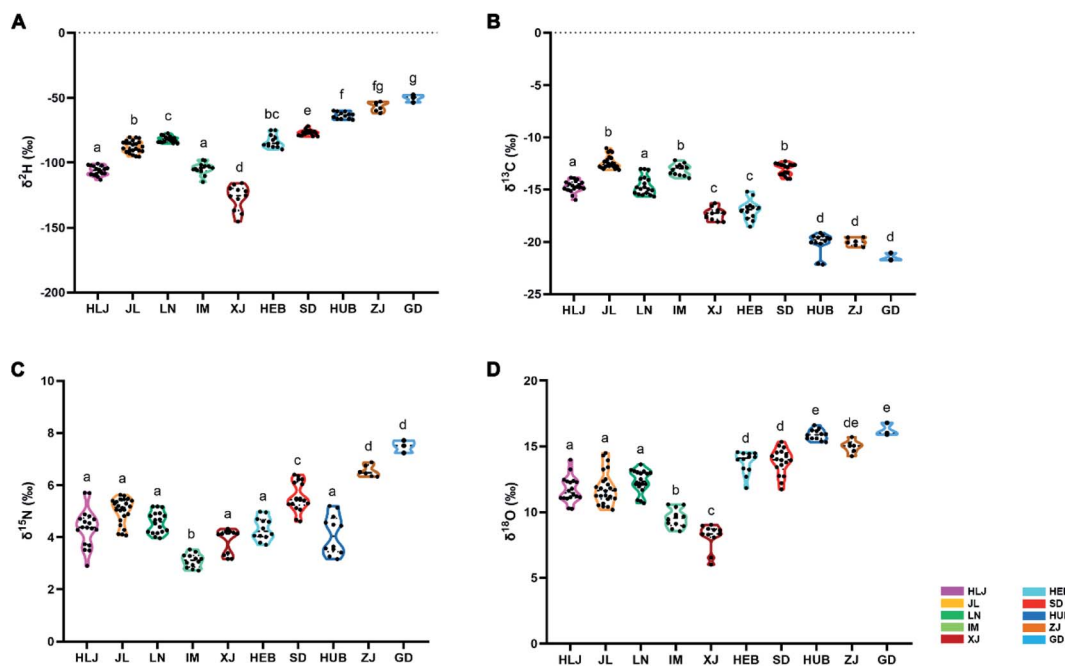 A
0
-50
-100
-150
-200
δ²H (‰)
a
b
c
a
d
bc
e
f
fg
g
HLJ JL LN IM XJ HEB SD HUB ZJ GD
B
0
-5
-10
-15
-20
-25
δ¹³C (‰)
a
b
a
b
c
c
b
d
d
d
HLJ JL LN IM XJ HEB SD HUB ZJ GD
C
10
8
6
4
2
0
δ¹⁵N (‰)
a
a
a
b
a
a
c
a
d
d
HLJ JL LN IM XJ HEB SD HUB ZJ GD
D
20
15
10
5
0
δ¹⁸O (‰)
a
a
a
b
c
d
d
e
de
e
HLJ JL LN IM XJ HEB SD HUB ZJ GD
HLJ
JL
LN
IM
XJ
HEB
SD
HUB
ZJ
GD